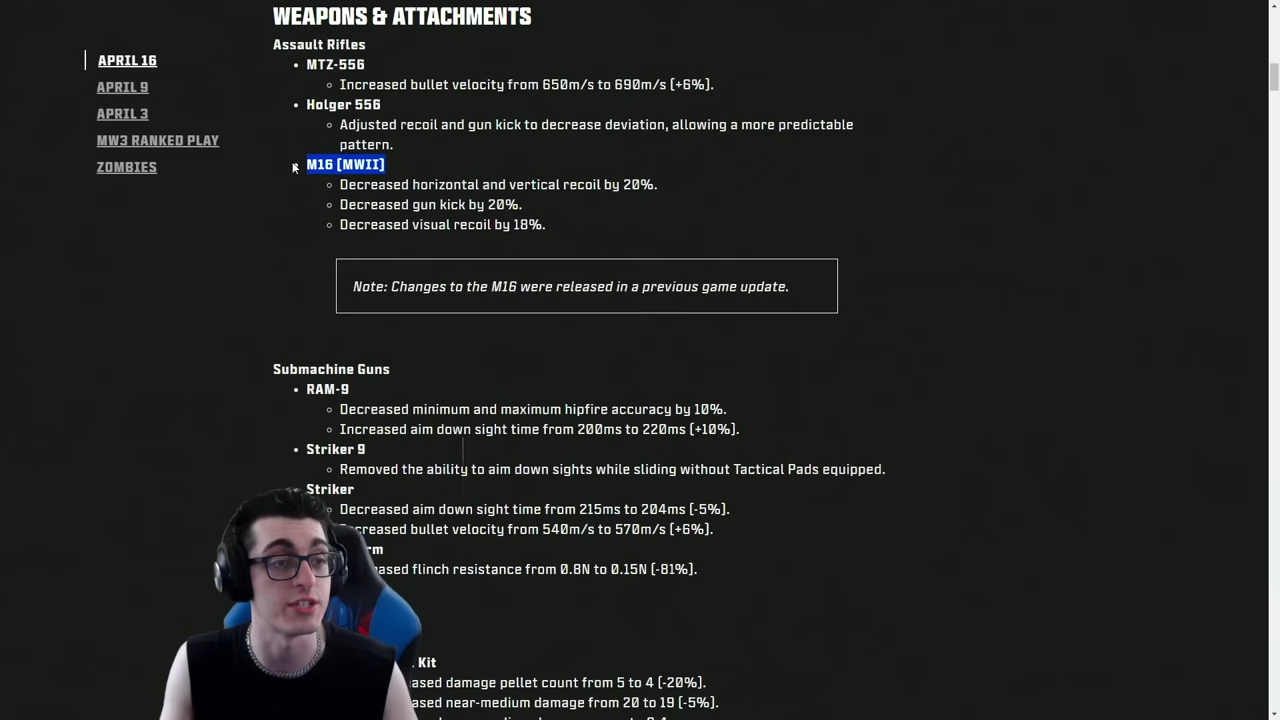 WEAPONS & ATTACHMENTS
Assault Rifles
APRIL 16
APRIL 9
APRIL 3
MW3 RANKED PLAY
ZOMBIES
MTZ-556
Increased bullet velocity from 650m/s to 690m/s [+6%].
Holger 556
Adjusted recoil and gun kick to decrease deviation, allowing a more predictable
pattern.
M16 [MWII]
Decreased horizontal and vertical recoil by 20%.
Decreased gun kick by 20%.
Decreased visual recoil by 18%.
Note: Changes to the M16 were released in a previous game update.
Submachine Guns
RAM-9
Decreased minimum and maximum hipfire accuracy by 10%.
Increased aim down sight time from 200ms to 220ms [+10%].
Striker 9
Removed the ability to aim down sights while sliding without Tactical Pads equipped.
Striker
Decreased aim down sight time from 215ms to 204ms [-5%].
bullet velocity from 540m/s to 570m/s [+6%].
flinch resistance from 0.8N to 0.15N [-81%].
Kit
damage pellet count from 5 to 4 [-20%].
near-medium damage from 20 to 19 [-5%].